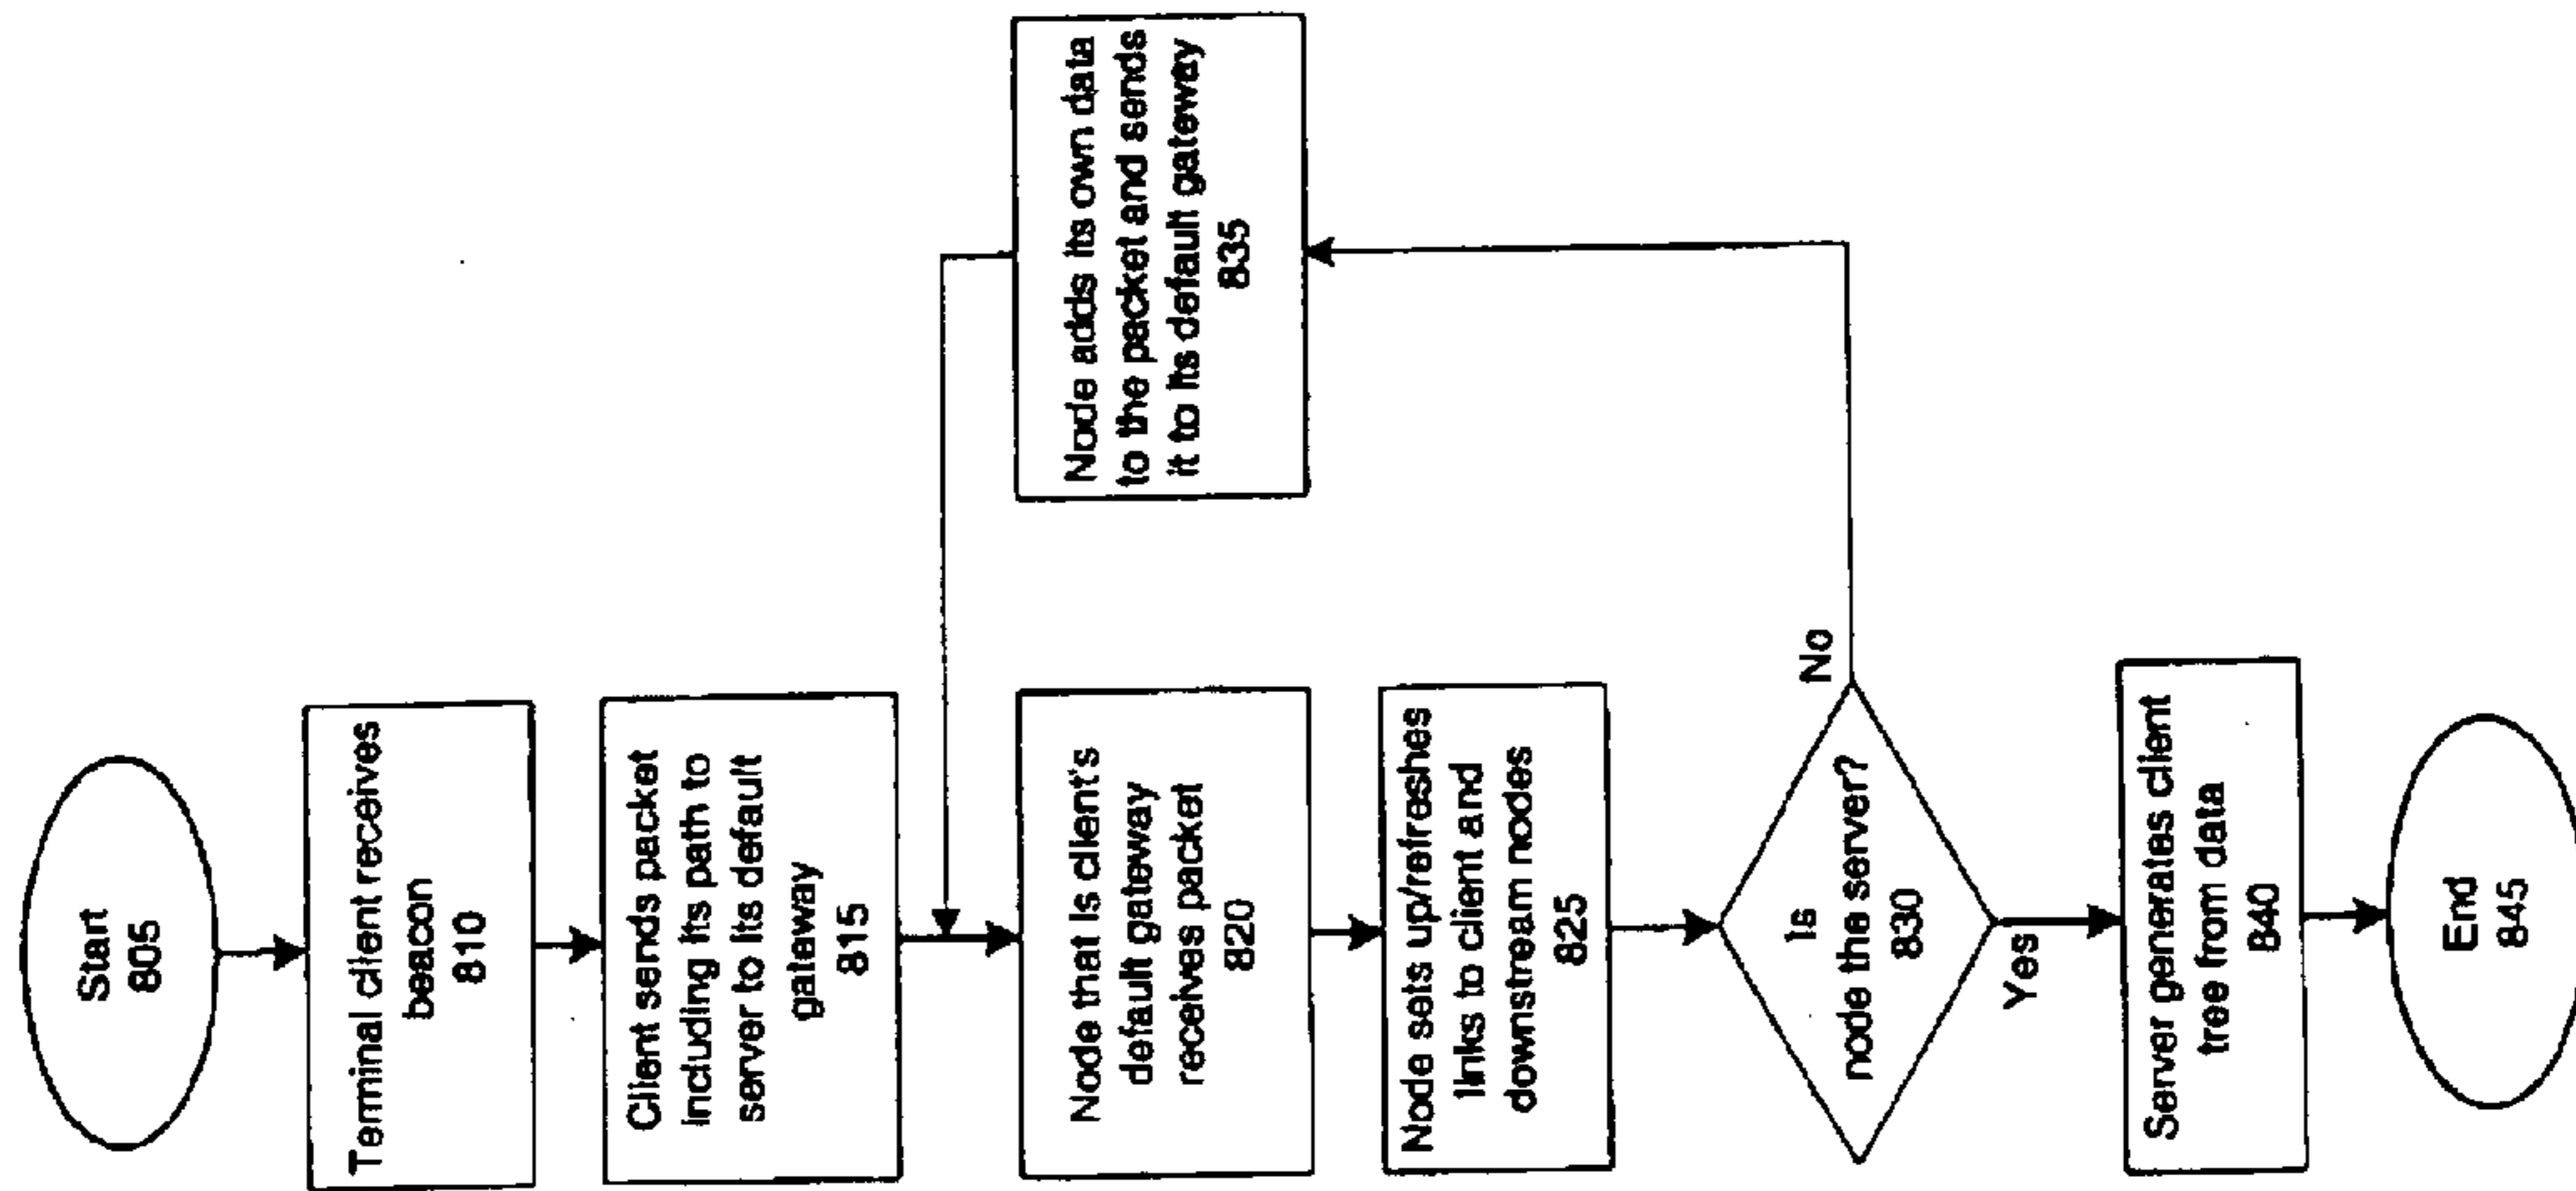 Start
805
Terminal client receives
beacon
810
Client sends packet
including its path to
server to its default
gateway
815
Node that is client's
default gateway
receives packet
820
Node sets up/refreshes
links to client and
downstream nodes
825
Is
node the server?
830
No
Node adds its own data
to the packet and sends
it to its default gateway
835
Yes
Server generates client
tree from data
840
End
845